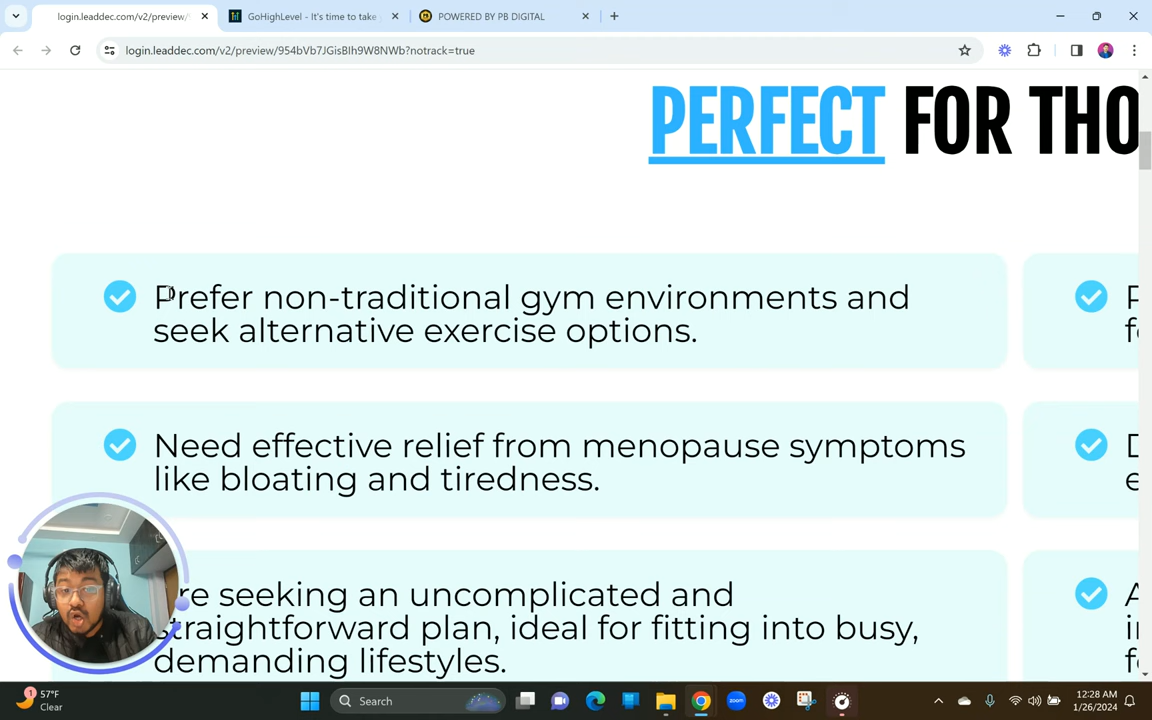 login.leaddec.com/v2/preview/
GoHighLevel - It's time to take
POWERED BY PB DIGITAL
login.leaddec.com/v2/preview/954bVb7JGisBIh9W8NWb?notrack=true
PERFECT FOR THO
Prefer non-traditional gym environments and
seek alternative exercise options.
P
f
Need effective relief from menopause symptoms
like bloating and tiredness.
D
e
re seeking an uncomplicated and
straightforward plan, ideal for fitting into busy,
demanding lifestyles.
A
i
f
1
57°F
Clear
Search
zoom
12:28 AM
1/26/2024